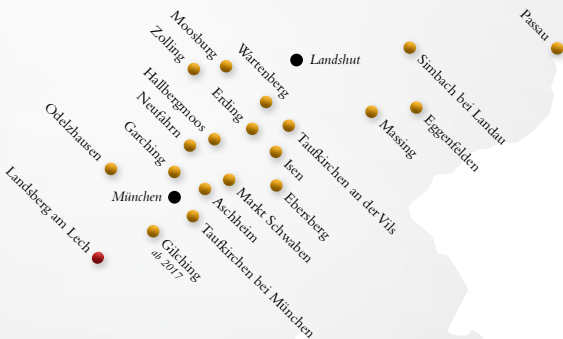 Passau
Moosburg
Zolling
Wartenberg
Landshut
Simbach bei Landau
Hallbergmoos
Neufahrn
Erding
Garching
Odelzhausen
Massing
Eggenfelden
Taufkirchen an der Vils
Isen
Landsberg am Lech
München
Ebersberg
Markt Schwaben
Aschheim
Taufkirchen bei München
Gilching
ab 2017